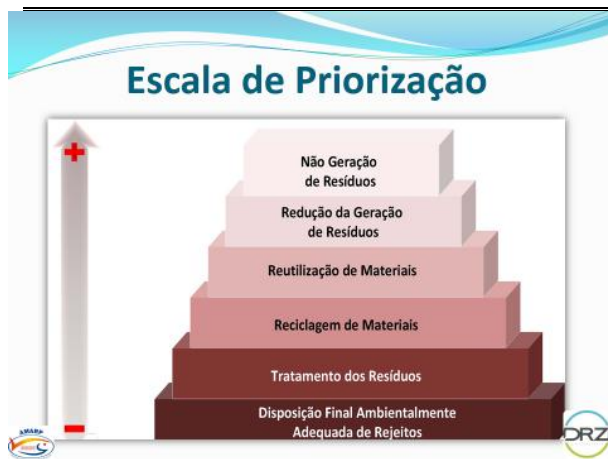 Escala de Priorização
+
Não Geração
de Resíduos
Redução da Geração
de Resíduos
Reutilização de Materiais
Reciclagem de Materiais
Tratamento dos Resíduos
Disposição Final Ambientalmente
Adequada de Rejeitos
-
DRZ